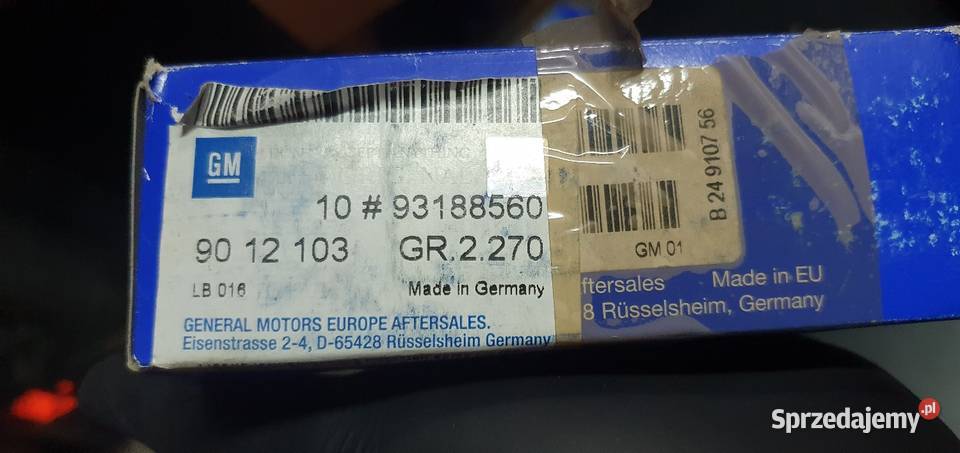 GM
10 # 93188560
90 12 103 GR.2.270
LB 016 Made in Germany
GENERAL MOTORS EUROPE AFTERSALES.
Eisenstrasse 2-4, D-65428 Rüsselsheim Germany
B 24 9107 56
GM 01
ftersales Made in EU
8 Rüsselsheim, Germany
Sprzedajemy.pl